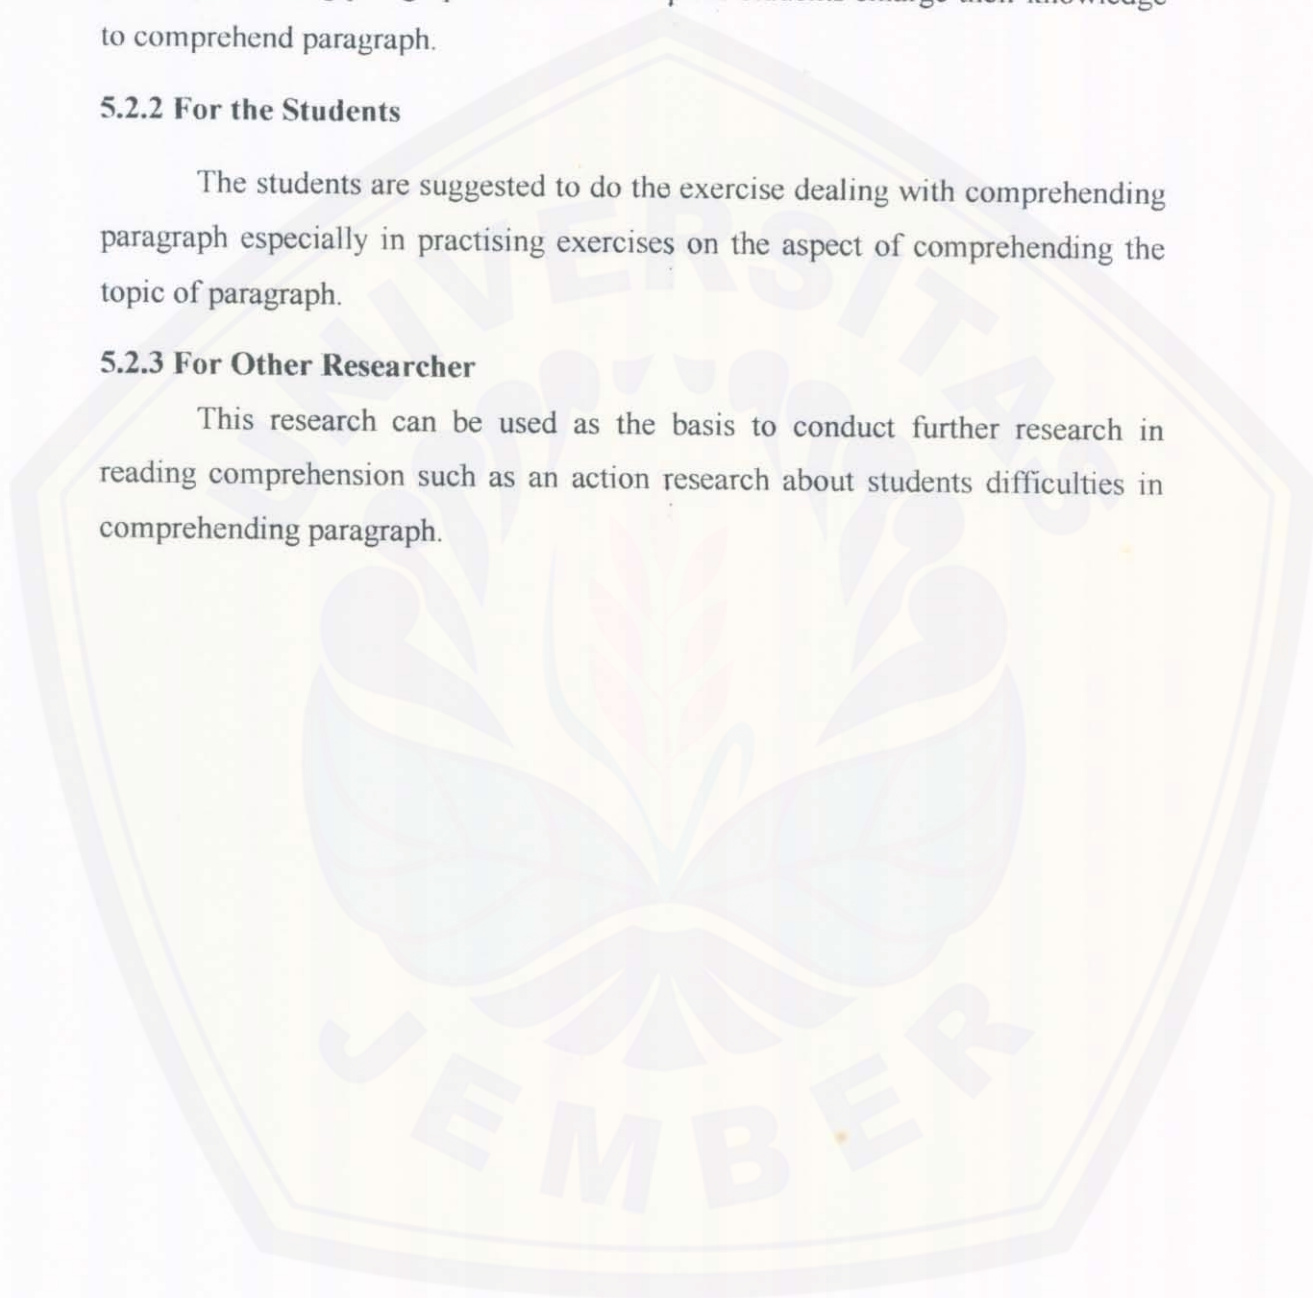 knowledge
to comprehend paragraph.
5.2.2 For the Students
The students are suggested to do the exercise dealing with comprehending
paragraph especially in practising exercises on the aspect of comprehending the
topic of paragraph.
5.2.3 For Other Researcher
This research can be used as the basis to conduct further research in
reading comprehension such as an action research about students difficulties in
comprehending paragraph.
UNIVERSITAS
JEMBER